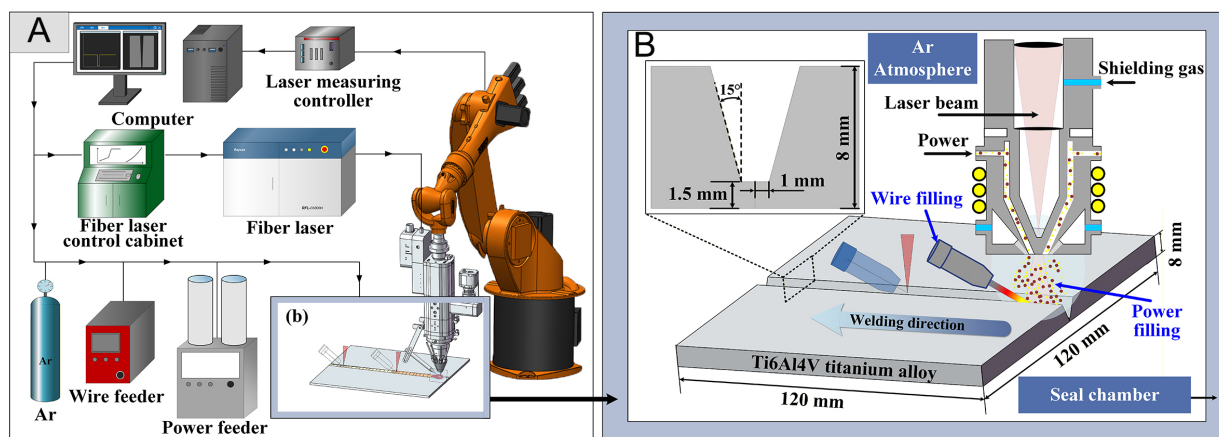 A
Computer
Laser measuring
controller
Fiber laser
control cabinet
Fiber laser
Ar
Ar
Wire feeder
Power feeder
(b)
B
Ar
Atmosphere
Shielding gas
Laser beam
Power
15°
8 mm
1.5 mm
1 mm
Wire filling
8 mm
Power
filling
Welding direction
Ti6Al4V titanium alloy
120 mm
120 mm
Seal chamber